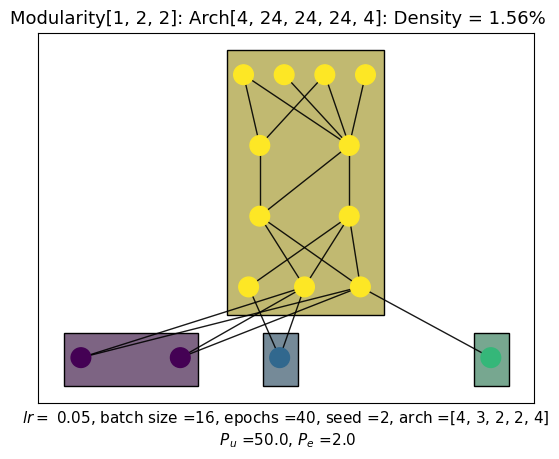 Modularity[1, 2, 2]: Arch[4, 24, 24, 24, 4]: Density = 1.56%
lr = 0.05, batch size =16, epochs =40, seed =2, arch =[4, 3, 2, 2, 4]
P_u =50.0, P_e =2.0